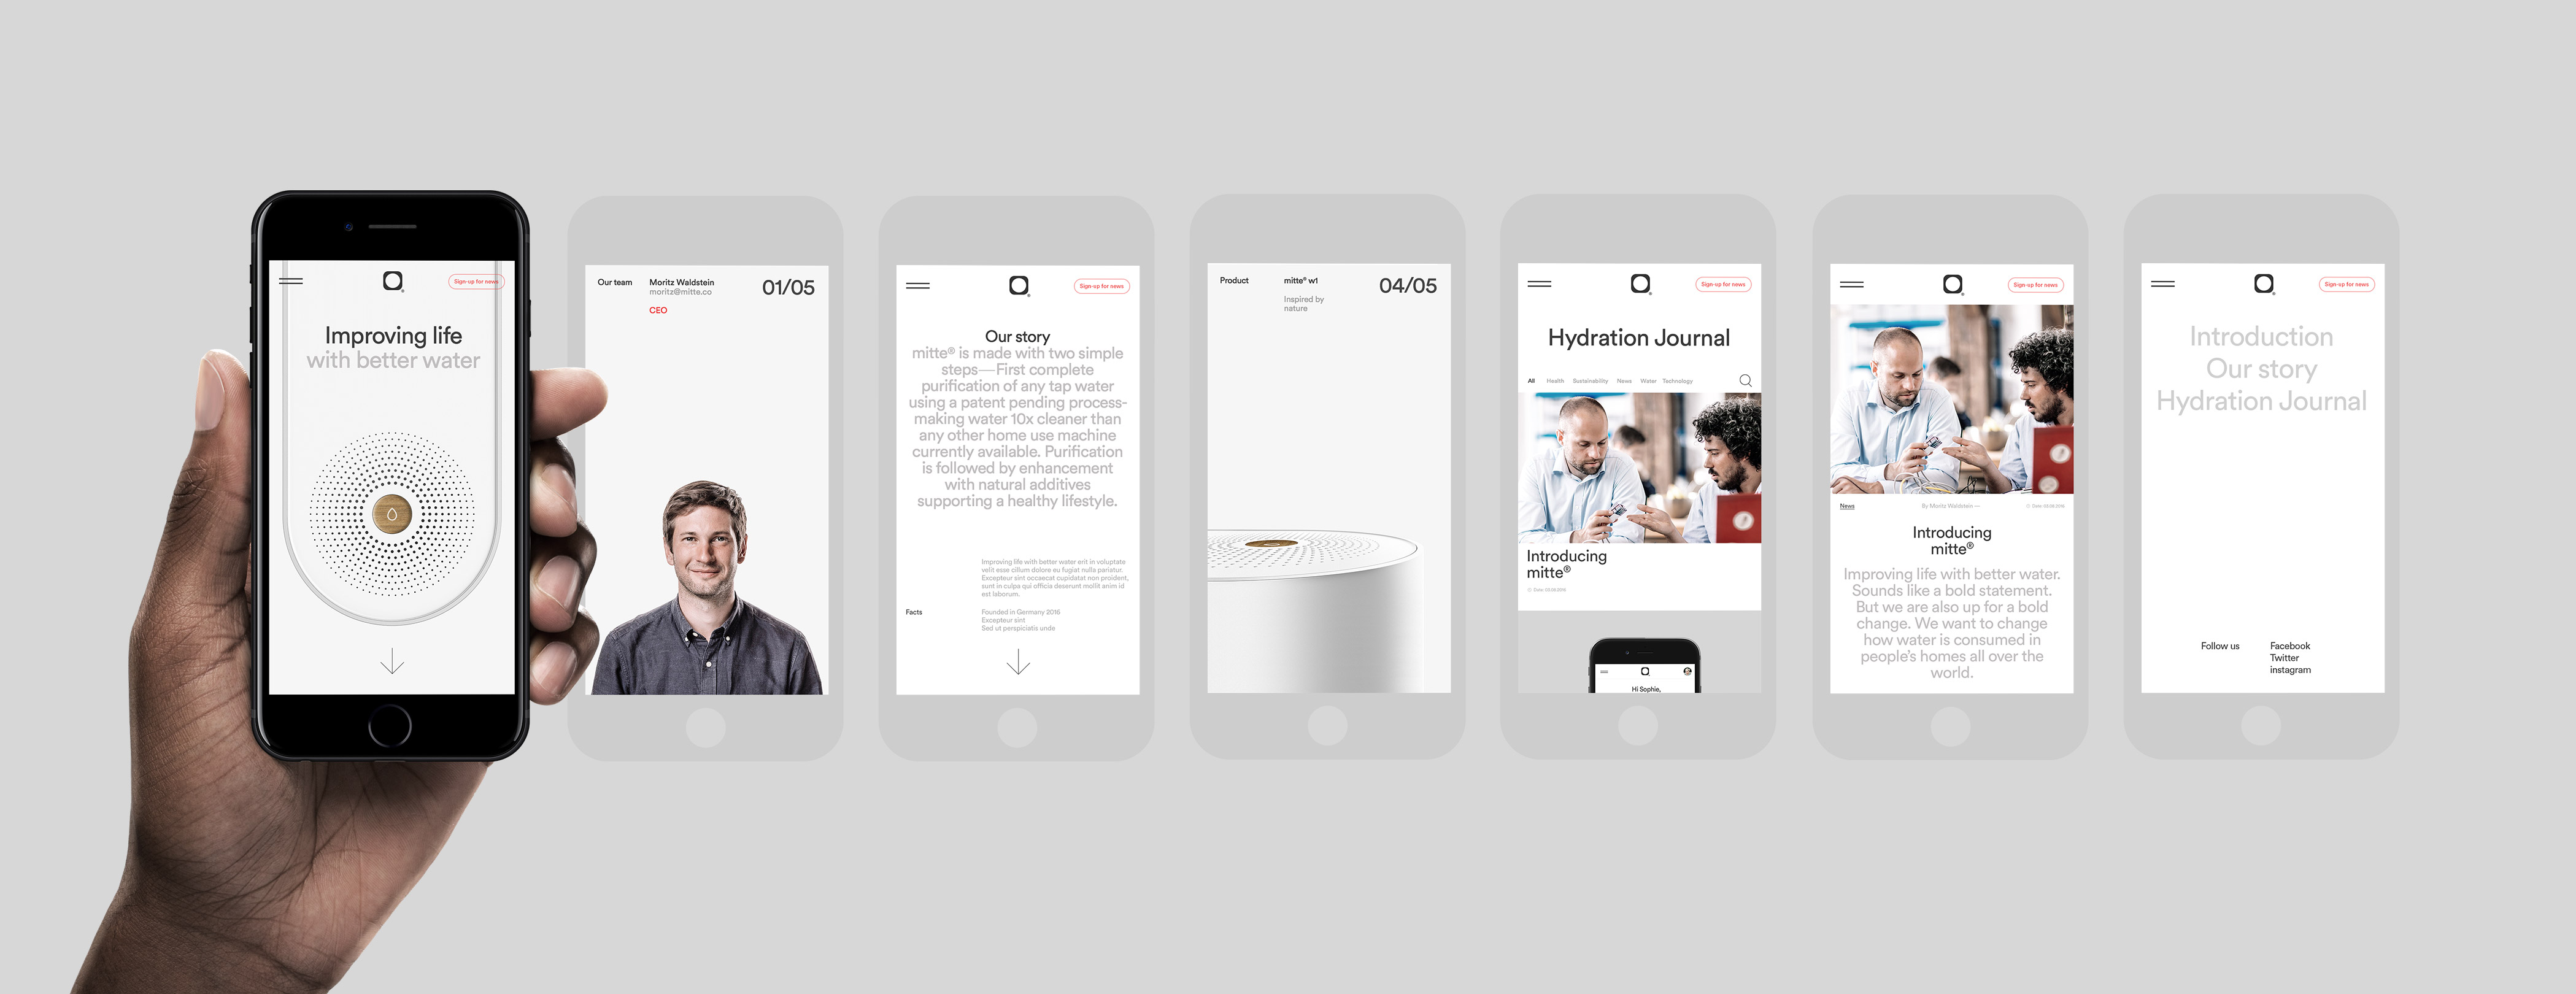 Sign-up for news
Improving life
with better water
Our team
Moritz Waldstein
moritz@mitte.co
CEO
01/05
Sign-up for news
Our story
mitte® is made with two simple
steps—First complete
purification of any tap water
using a patent pending process-
making water 10x cleaner than
any other home use machine
currently available. Purification
is followed by enhancement
with natural additives
supporting a healthy lifestyle.
Improving life with better water erit in voluptate
velit esse cillum dolore eu fugiat nulla pariatur.
Excepteur sint occaecat cupidatat non proident,
sunt in culpa qui officia deserunt mollit anim id
est laborum.
Facts
Founded in Germany 2016
Excepteur sint
Sed ut perspiciatis unde
Product
mitte® w1
Inspired by
nature
04/05
Sign-up for news
Hydration Journal
All Health Sustainability News Water Technology
Introducing
mitte®
Date
Hi Sophie,
Sign-up for news
News
By Moritz Waldstein —
Date
Introducing
mitte®
Improving life with better water.
Sounds like a bold statement.
But we are also up for a bold
change. We want to change
how water is consumed in
people's homes all over the
world.
Sign-up for news
Introduction
Our story
Hydration Journal
Follow us
Facebook
Twitter
instagram